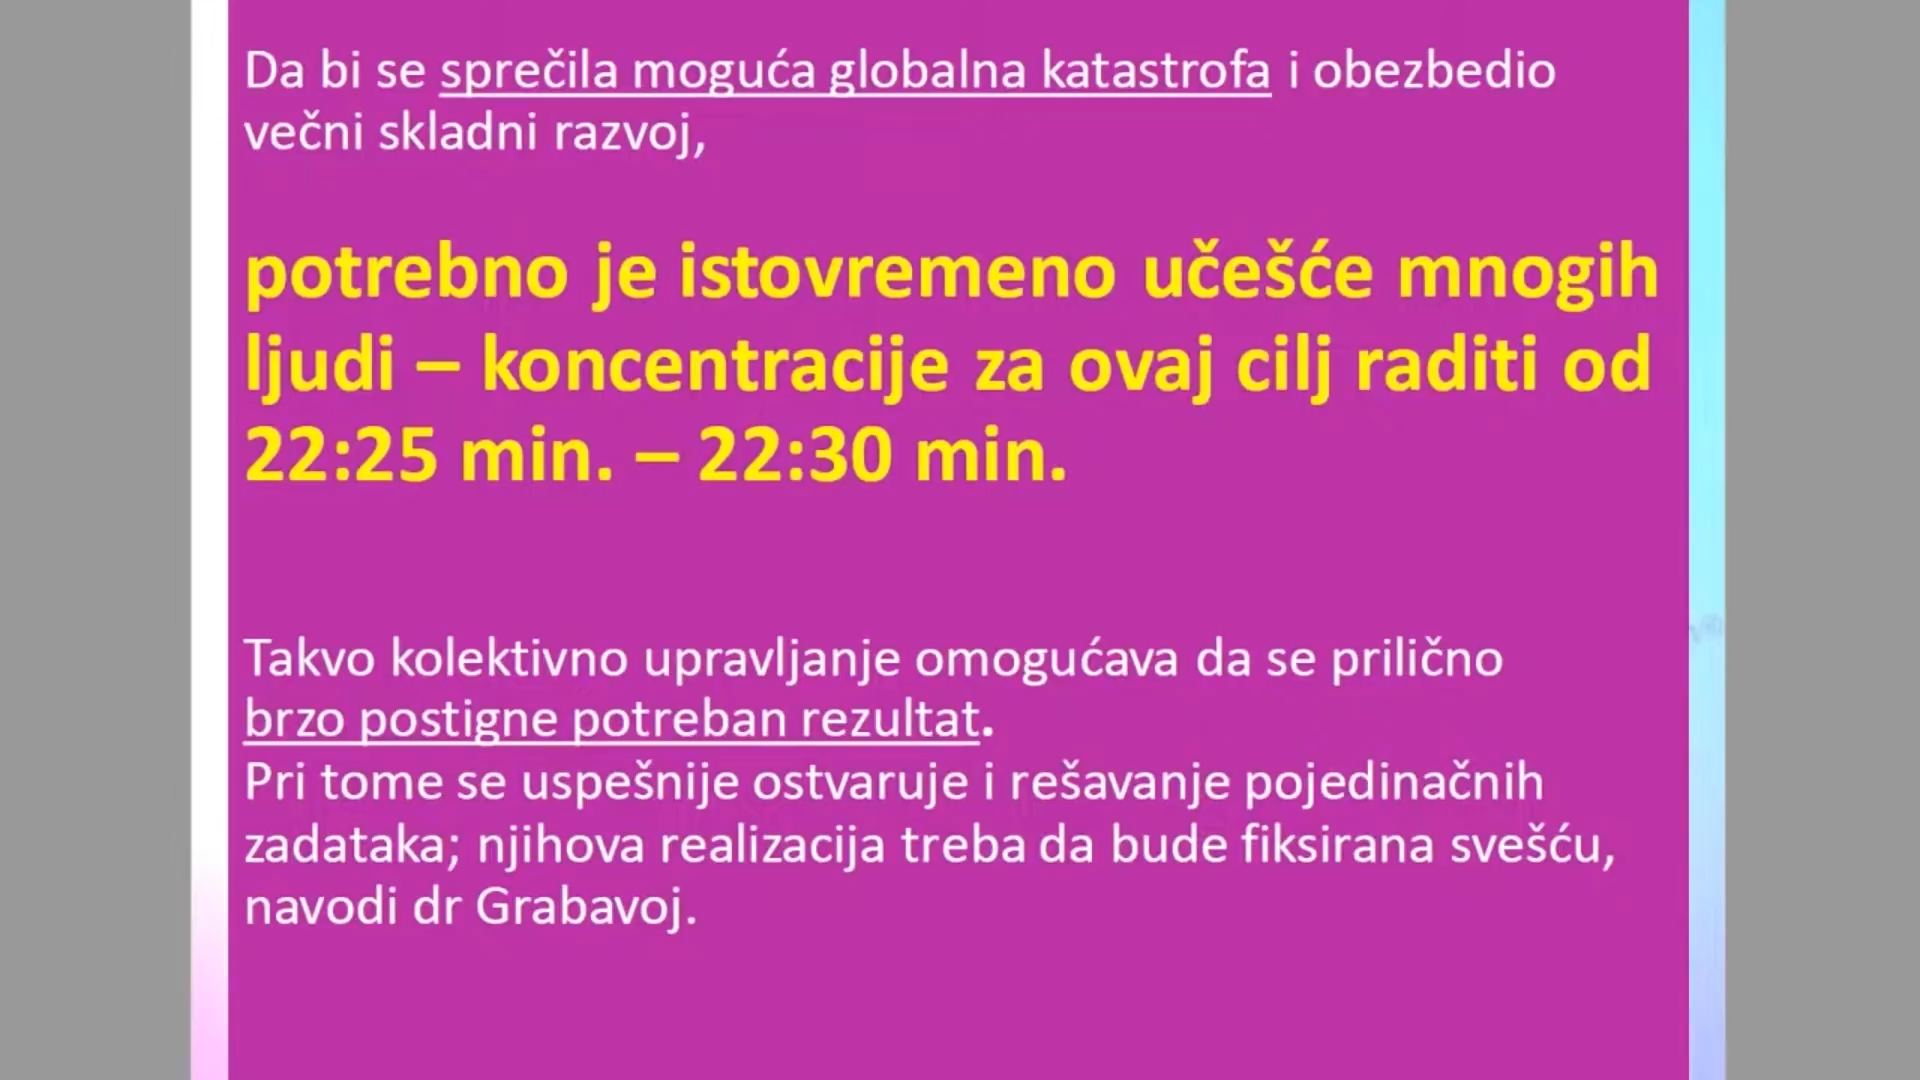 Da bi se sprečila moguća globalna katastrofa i obezbedio
večni skladni razvoj,
potrebno je istovremeno učešće mnogih
ljudi – koncentracije za ovaj cilj raditi od
22:25 min. – 22:30 min.
Takvo kolektivno upravljanje omogućava da se prilično
brzo postigne potreban rezultat.
Pri tome se uspešnije ostvaruje i rešavanje pojedinačnih
zadataka; njihova realizacija treba da bude fiksirana svešću,
navodi dr Grabavoj.